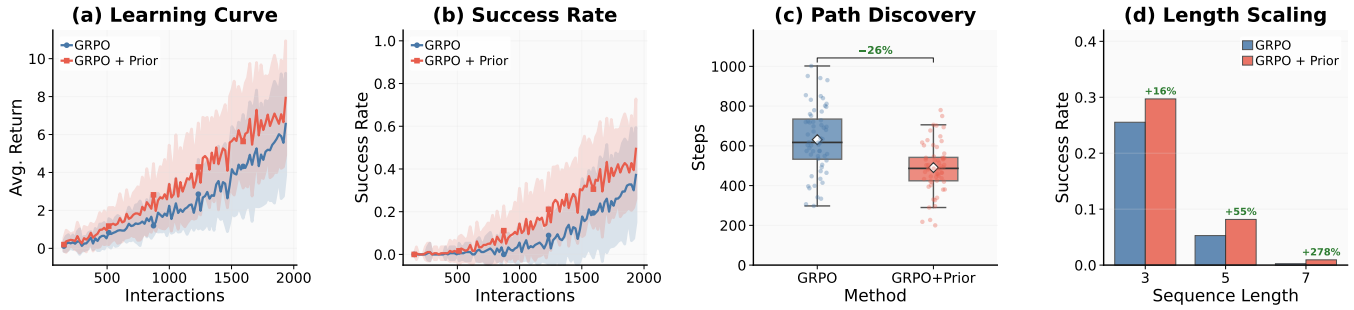 (a) Learning Curve
GRPO
GRPO + Prior
10
8
6
4
2
0
Avg. Return
500
1000
1500
2000
Interactions
(b) Success Rate
GRPO
GRPO + Prior
1.0
0.8
0.6
0.4
0.2
0.0
Success Rate
500
1000
1500
2000
Interactions
(c) Path Discovery
−26%
1000
800
600
400
200
0
Steps
GRPO
GRPO+Prior
Method
(d) Length Scaling
GRPO
GRPO + Prior
0.4
0.3
0.2
0.1
0.0
Success Rate
+16%
+55%
+278%
3
5
7
Sequence Length